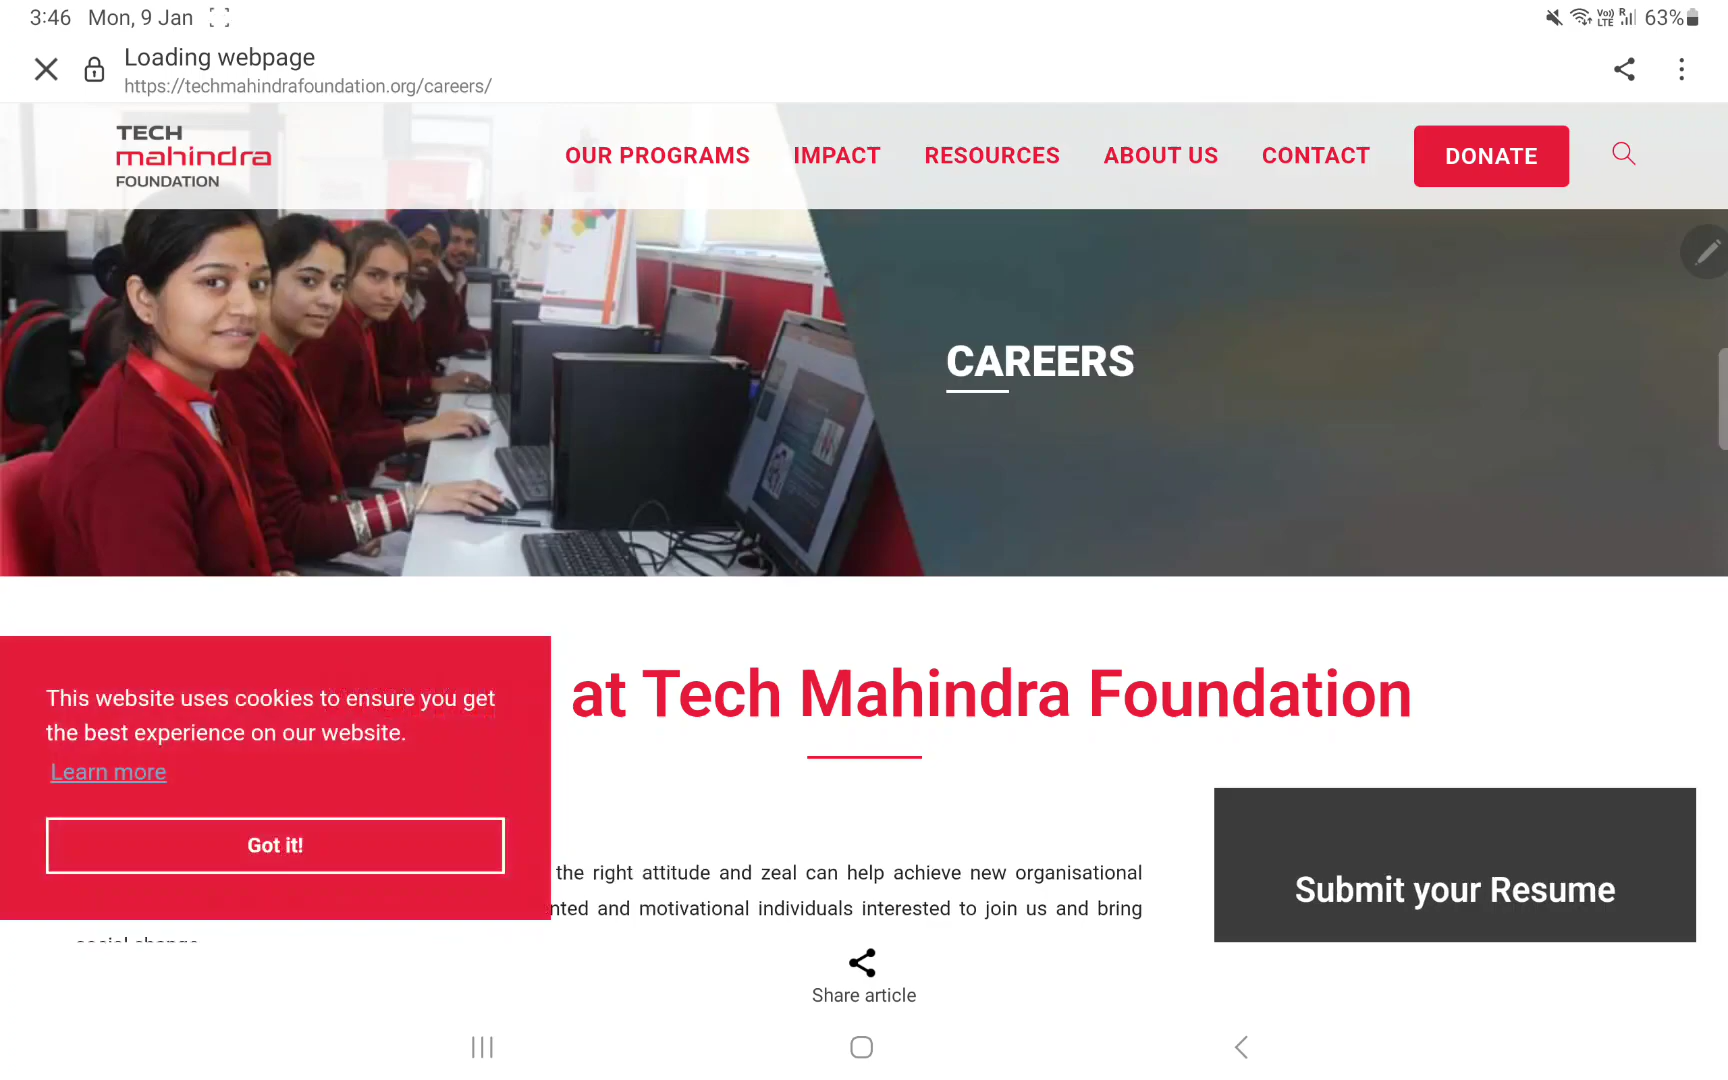 3:46 Mon, 9 Jan 63%
Loading webpage
https://techmahindrafoundation.org/careers/
TECH
mahindra
FOUNDATION
OUR PROGRAMS IMPACT RESOURCES ABOUT US CONTACT DONATE
CAREERS
at Tech Mahindra Foundation
This website uses cookies to ensure you get
the best experience on our website.
Learn more
Got it!
the right attitude and zeal can help achieve new organisational
and motivational individuals interested to join us and bring
social change
Submit your Resume
Share article